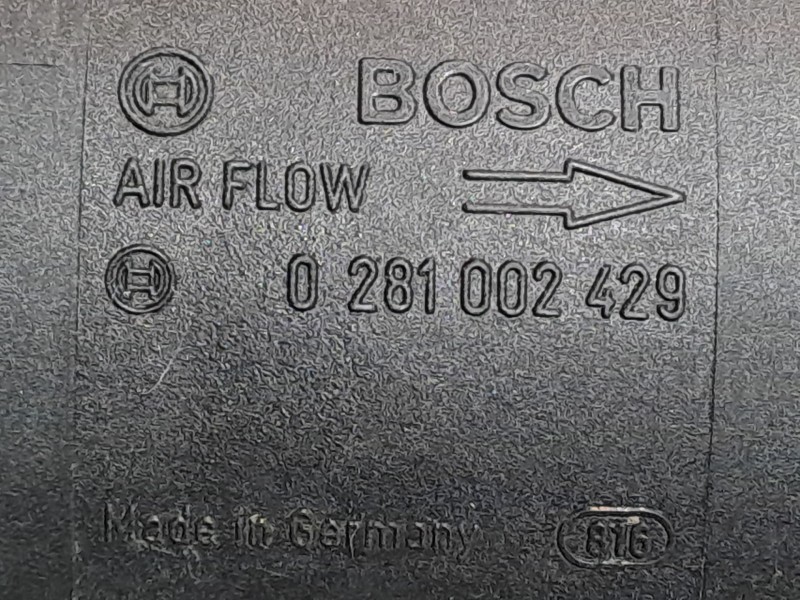 BOSCH
AIR FLOW
0 281 002 429
Made in Germany 816